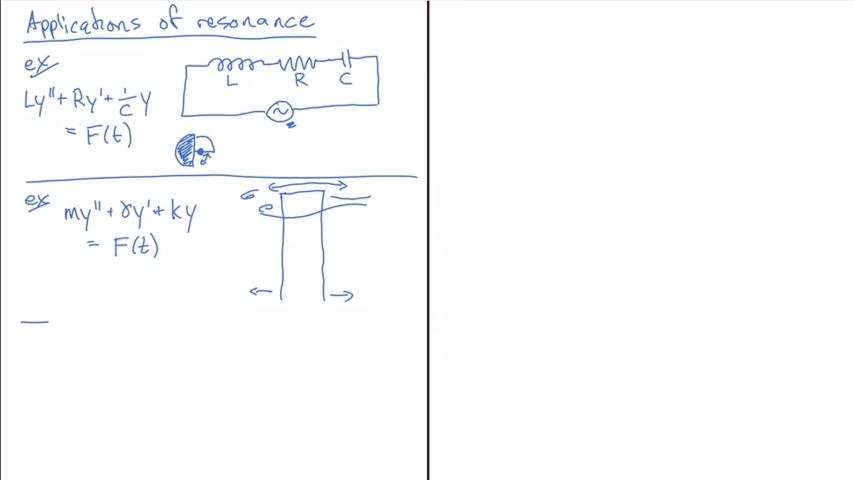 Applications of resonance
ex
Ly'' + Ry' + 1/C y
= F(t)
L R C
ex
my'' + γy' + ky
= F(t)